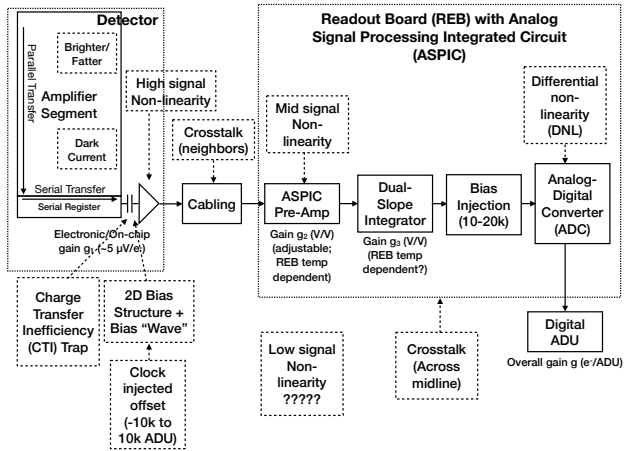 Detector
Parallel Transfer
Brighter/
Fatter
Amplifier
Segment
Dark
Current
Serial Transfer
Serial Register
Electronic/On-chip
gain g₁ (~5 μV/e-)
High signal
Non-linearity
Crosstalk
(neighbors)
Cabling
Readout Board (REB) with Analog
Signal Processing Integrated Circuit
(ASPIC)
Mid signal
Non-
linearity
Differential
non-
linearity
(DNL)
ASPIC
Pre-Amp
Gain g₂ (V/V)
(adjustable;
REB temp
dependent)
Dual-
Slope
Integrator
Gain g₃ (V/V)
(REB temp
dependent?)
Bias
Injection
(10-20k)
Analog-
Digital
Converter
(ADC)
Charge
Transfer
Inefficiency
(CTI) Trap
2D Bias
Structure +
Bias “Wave”
Clock
injected
offset
(-10k to
10k ADU)
Low signal
Non-
linearity
?????
Crosstalk
(Across
midline)
Digital
ADU
Overall gain g (e⁻/ADU)